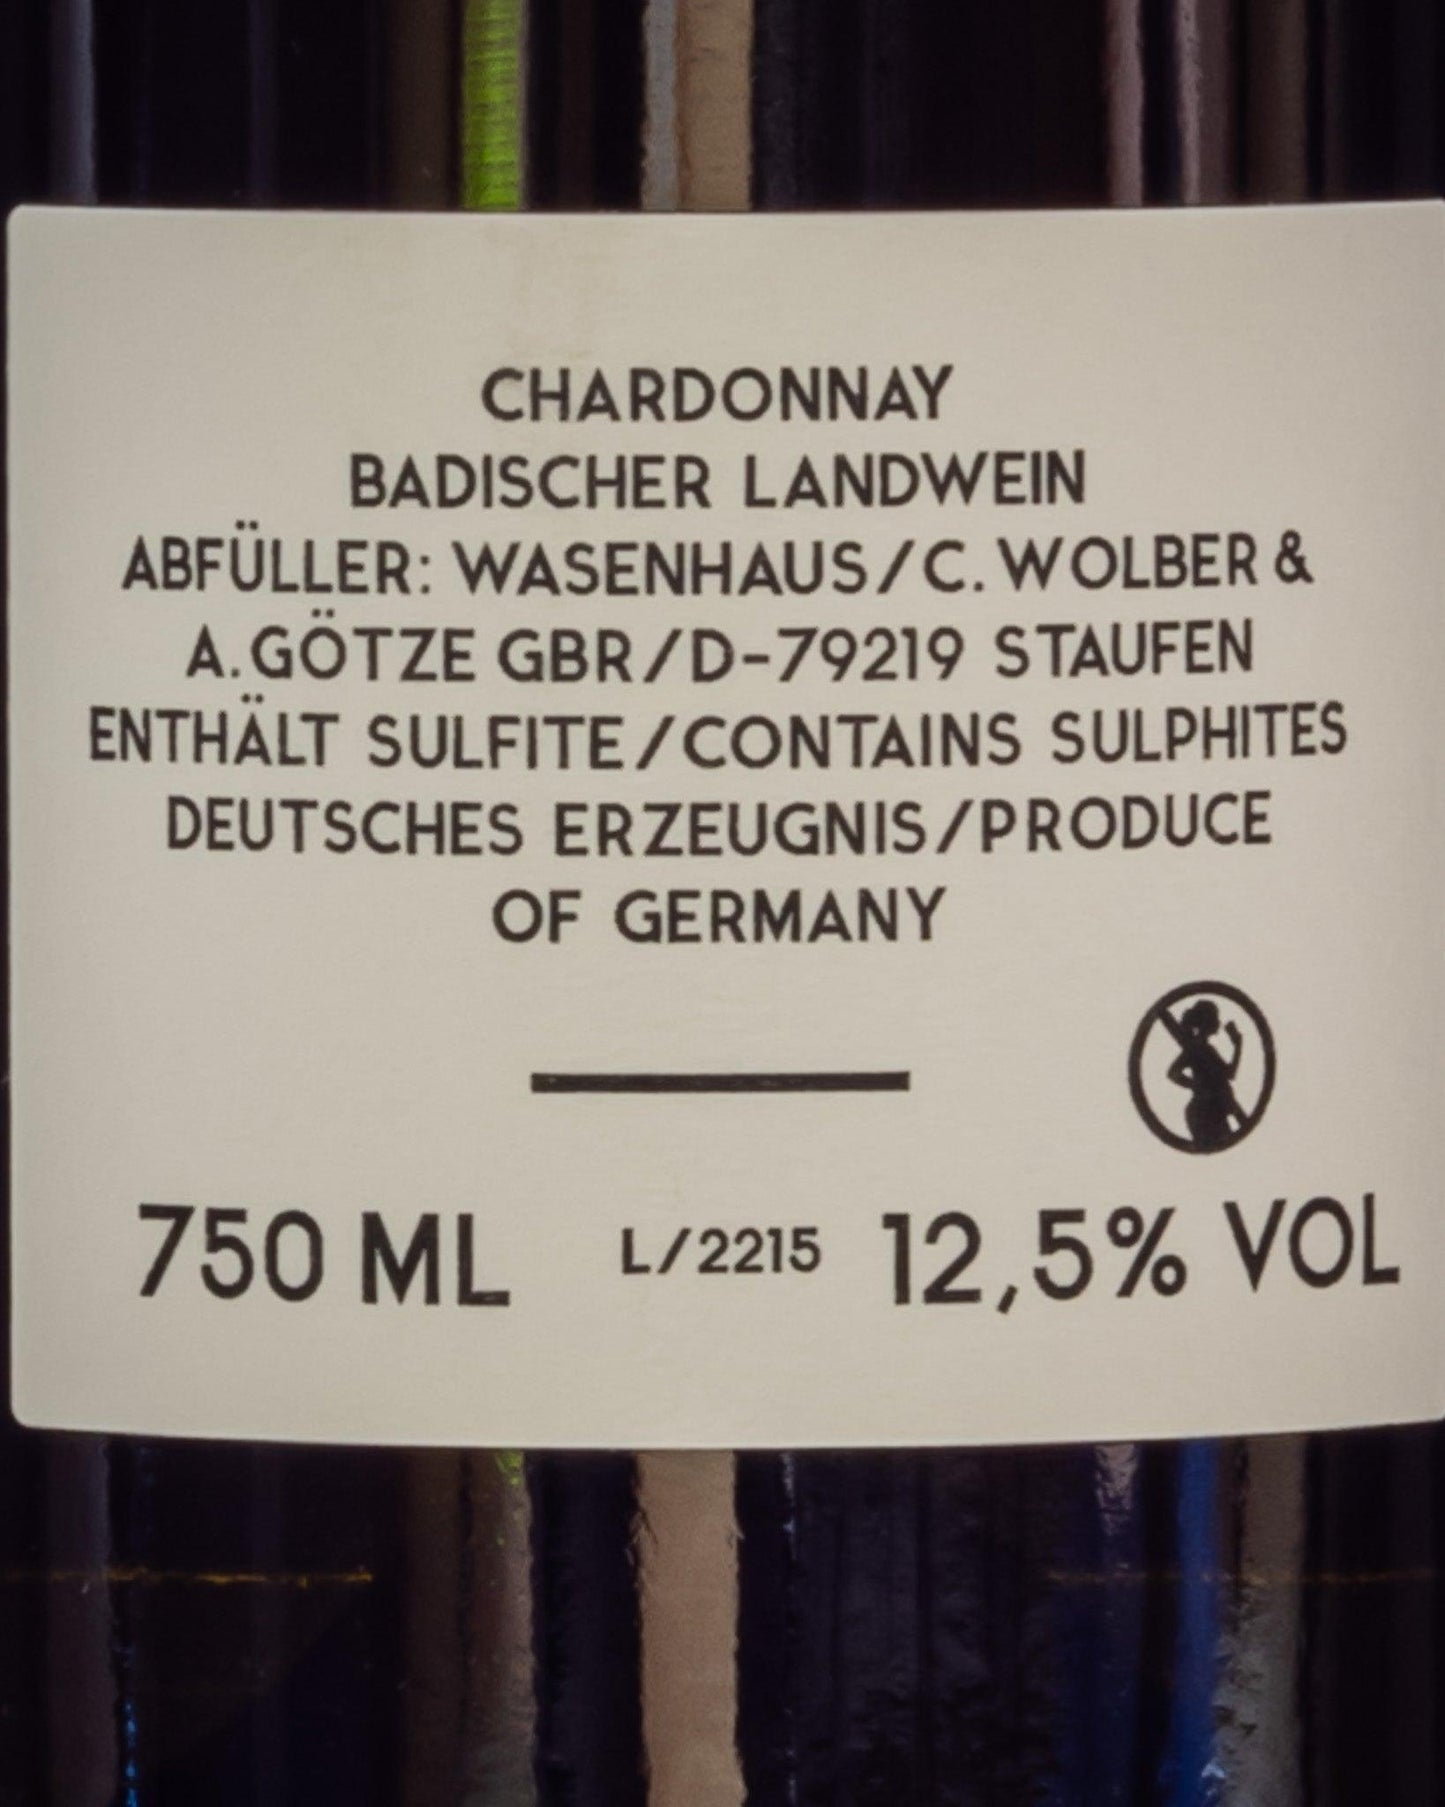 CHARDONNAY
BADISCHER LANDWEIN
ABFÜLLER: WASENHAUS/C. WOLBER &
A. GÖTZE GBR/D-79219 STAUFEN
ENTHÄLT SULFITE/CONTAINS SULPHITES
DEUTSCHES ERZEUGNIS/PRODUCE
OF GERMANY
750 ML L/2215 12,5% VOL